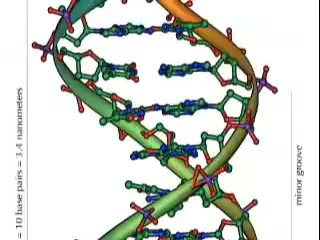 = 10 base pairs = 3.4 nanometers
minor groove